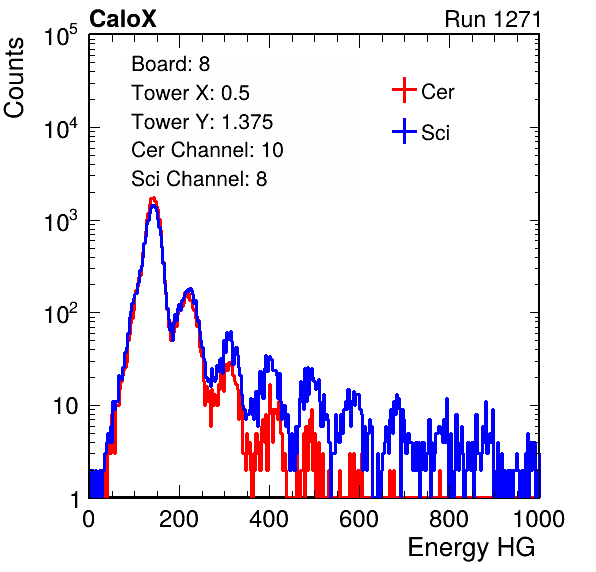 CaloX Run 1271
Counts
10^5
10^4
10^3
10^2
10
1
Board: 8
Tower X: 0.5
Tower Y: 1.375
Cer Channel: 10
Sci Channel: 8
Cer
Sci
0 200 400 600 800 1000
Energy HG